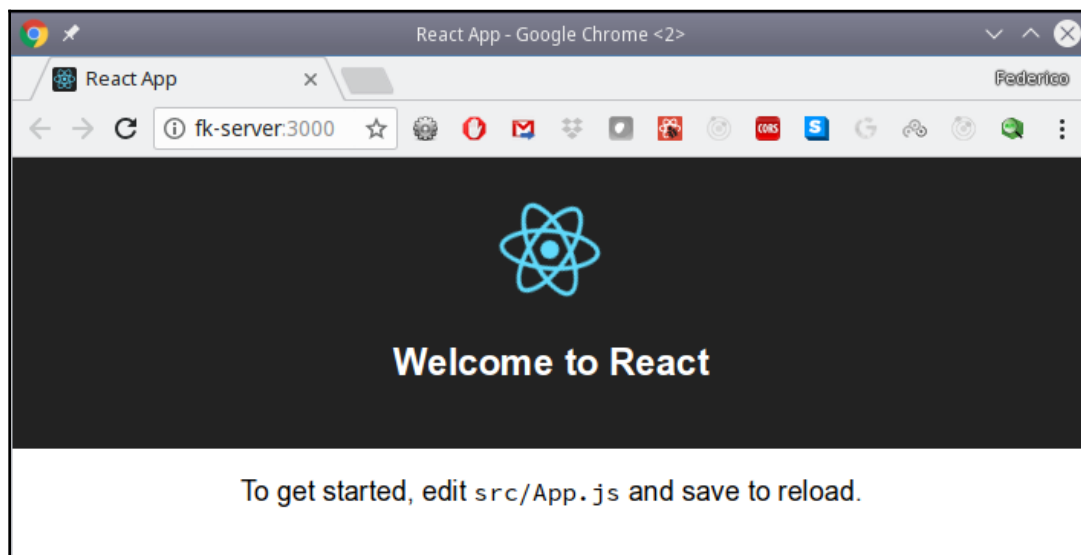 React App - Google Chrome <2>
React App
Federico
fk-server:3000
CORS
S
G
Welcome to React
To get started, edit src/App.js and save to reload.